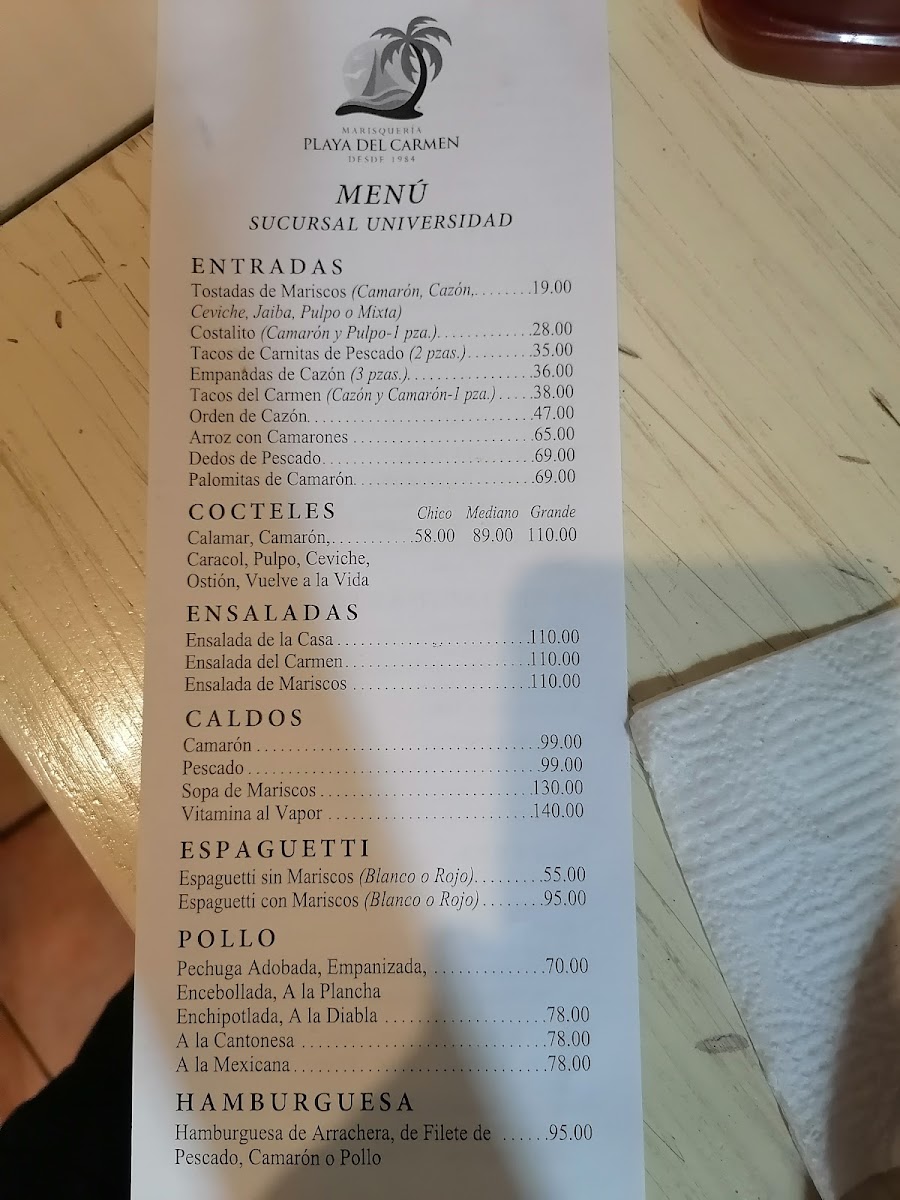 MARISQUERÍA
PLAYA DEL CARMEN
DESDE 1984
MENÚ
SUCURSAL UNIVERSIDAD
ENTRADAS
Tostadas de Mariscos (Camarón, Cazón,........19.00
Ceviche, Jaiba, Pulpo o Mixta)
Costalito (Camarón y Pulpo-1 pza.).............28.00
Tacos de Carnitas de Pescado (2 pzas.).........35.00
Empanadas de Cazón (3 pzas.).................36.00
Tacos del Carmen (Cazón y Camarón-1 pza.).....38.00
Orden de Cazón................................47.00
Arroz con Camarones .........................65.00
Dedos de Pescado.............................69.00
Palomitas de Camarón.........................69.00
COCTELES Chico Mediano Grande
Calamar, Camarón,...........58.00 89.00 110.00
Caracol, Pulpo, Ceviche,
Ostión, Vuelve a la Vida
ENSALADAS
Ensalada de la Casa..........................110.00
Ensalada del Carmen.........................110.00
Ensalada de Mariscos ........................110.00
CALDOS
Camarón .....................................99.00
Pescado......................................99.00
Sopa de Mariscos............................130.00
Vitamina al Vapor ...........................140.00
ESPAGUETTI
Espaguetti sin Mariscos (Blanco o Rojo).........55.00
Espaguetti con Mariscos (Blanco o Rojo)........95.00
POLLO
Pechuga Adobada, Empanizada, ..............70.00
Encebollada, A la Plancha
Enchipotlada, A la Diabla .....................78.00
A la Cantonesa ..............................78.00
A la Mexicana................................78.00
HAMBURGUESA
Hamburguesa de Arrachera, de Filete de ......95.00
Pescado, Camarón o Pollo